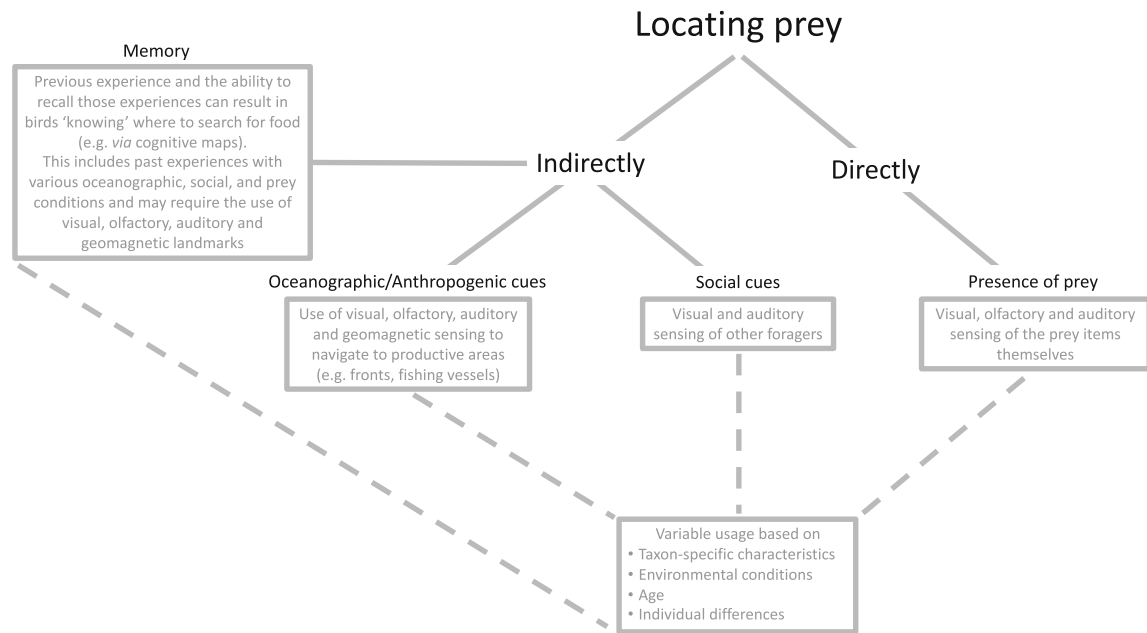 Locating prey
Memory
Previous experience and the ability to
recall those experiences can result in
birds ‘knowing’ where to search for food
(e.g. via cognitive maps).
This includes past experiences with
various oceanographic, social, and prey
conditions and may require the use of
visual, olfactory, auditory and
geomagnetic landmarks
Indirectly
Directly
Oceanographic/Anthropogenic cues
Use of visual, olfactory, auditory
and geomagnetic sensing to
navigate to productive areas
(e.g. fronts, fishing vessels)
Social cues
Visual and auditory
sensing of other foragers
Presence of prey
Visual, olfactory and auditory
sensing of the prey items
themselves
Variable usage based on
• Taxon-specific characteristics
• Environmental conditions
• Age
• Individual differences